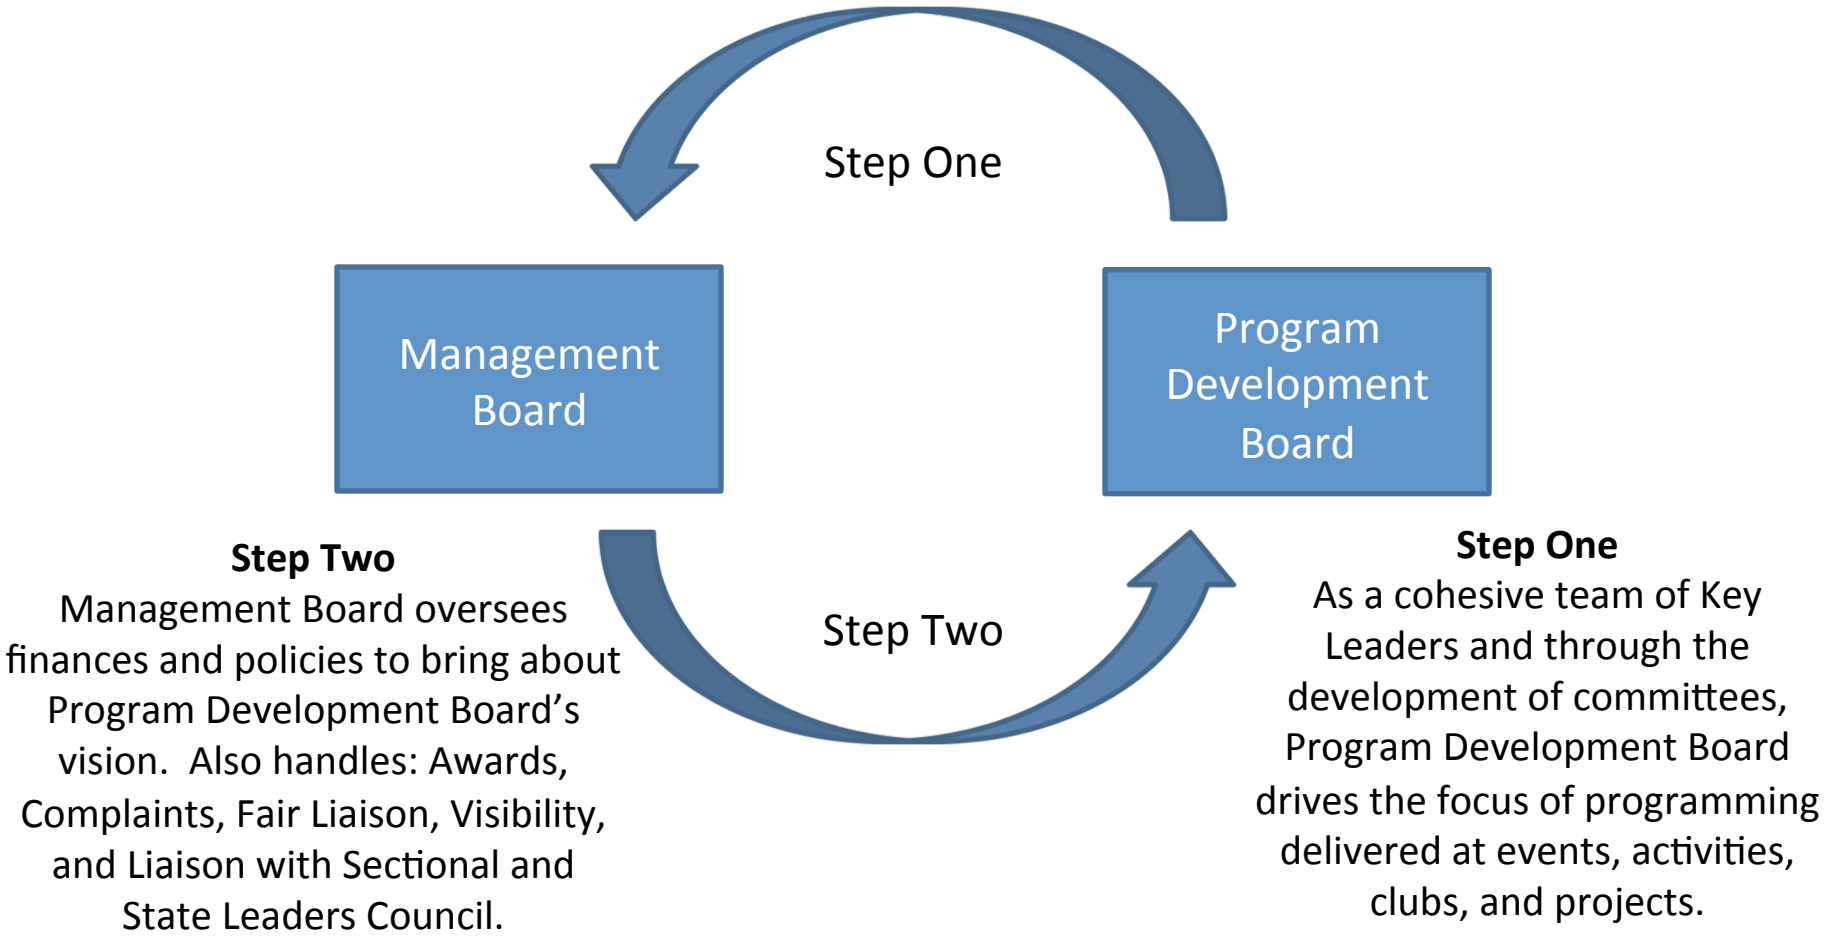 Step One
Management
Board
Program
Development
Board
Step Two
Step Two
Management Board oversees
finances and policies to bring about
Program Development Board’s
vision.  Also handles: Awards,
Complaints, Fair Liaison, Visibility,
and Liaison with Sectional and
State Leaders Council.
Step One
As a cohesive team of Key
Leaders and through the
development of committees,
Program Development Board
drives the focus of programming
delivered at events, activities,
clubs, and projects.